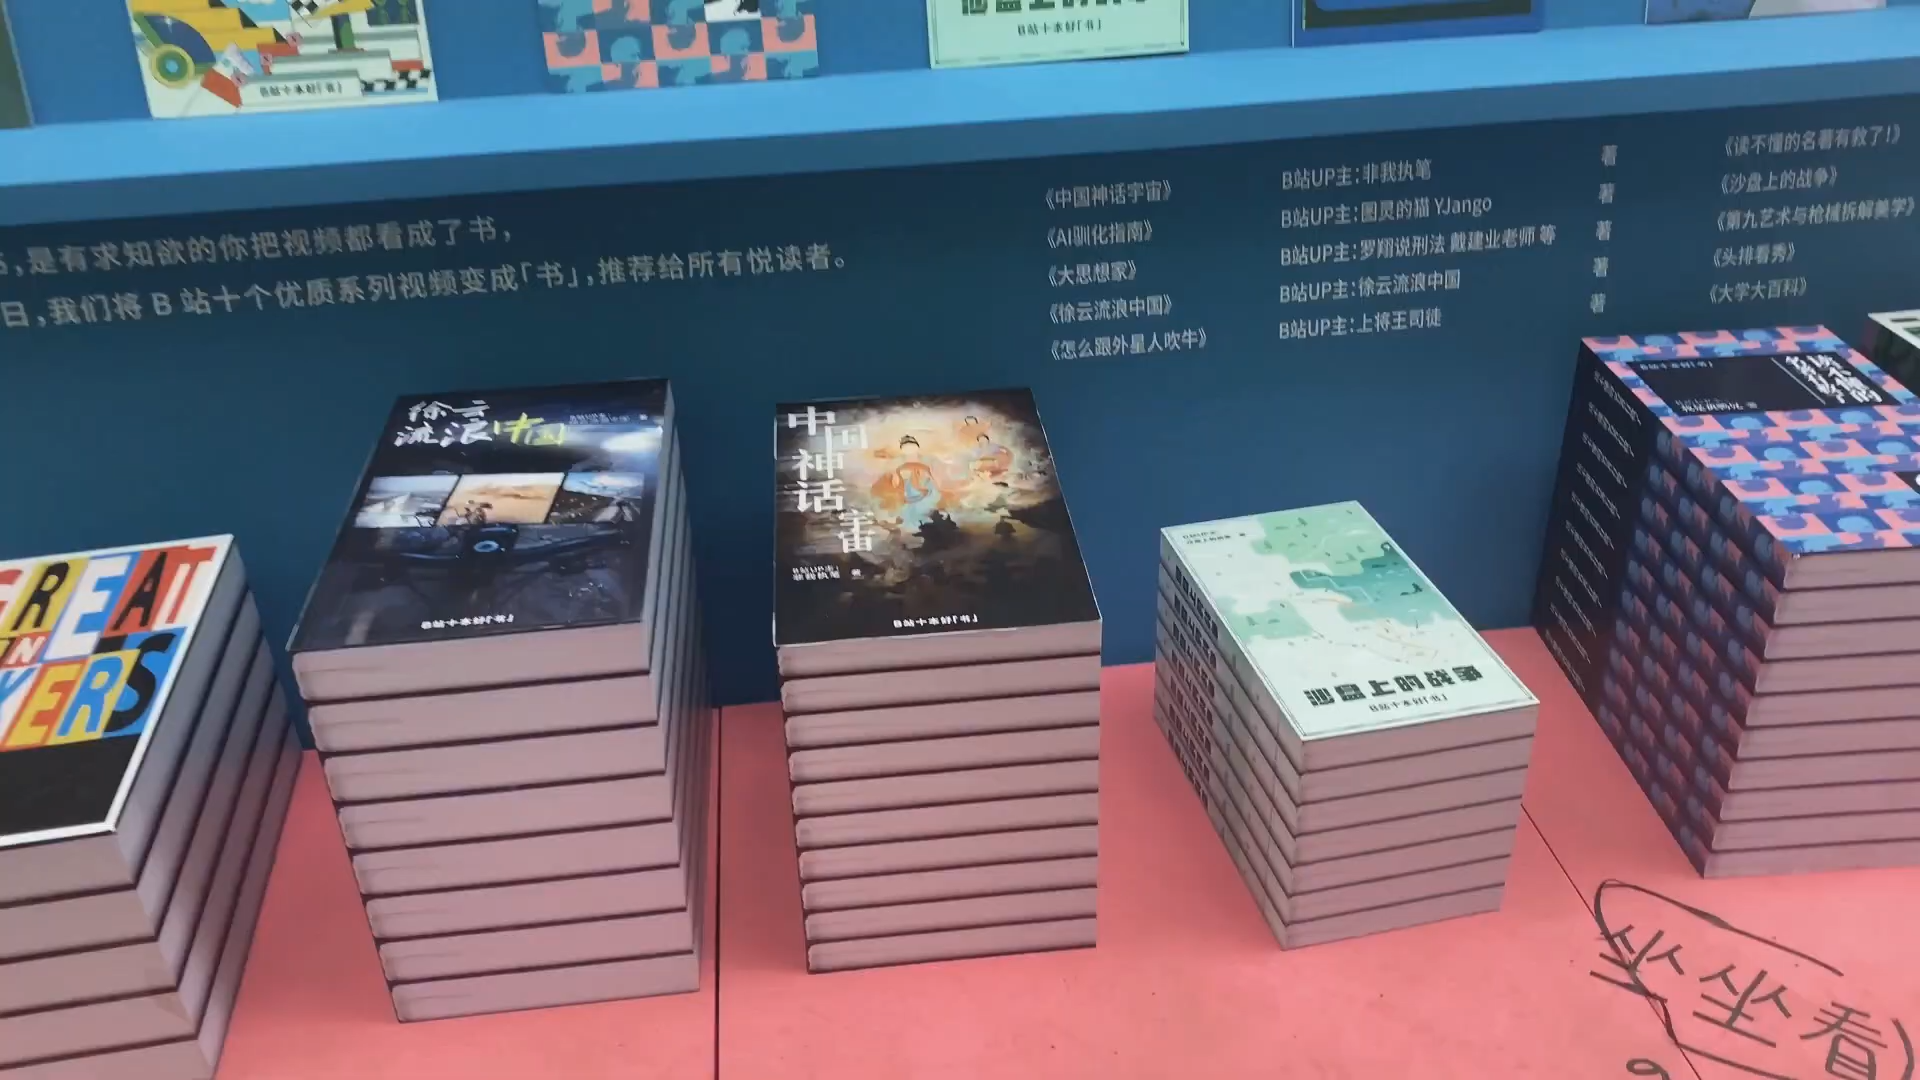 B站十本好「书」
B站十本好「书」
,是有求知欲的你把视频都看成了书,
日,我们将 B 站十个优质系列视频变成「书」,推荐给所有悦读者。
《中国神话宇宙》 B站UP主:非我执笔 著
《AI驯化指南》 B站UP主:图灵的猫 YJango 著
《大思想家》 B站UP主:罗翔说刑法 戴建业老师 等 著
《徐云流浪中国》 B站UP主:徐云流浪中国 著
《怎么跟外星人吹牛》 B站UP主:上将王司徒 著
《读不懂的名著有救了!》
《沙盘上的战争》
《第九艺术与枪械拆解美学》
《头排看秀》
《大学大百科》
GREAT
IN
KERS
徐云
流浪中国
B站十本好「书」
中国
神话
宇宙
B站UP主:
非我执笔 著
B站十本好「书」
沙盘上的战争
B站十本好「书」
B站十本好「书」
读不懂的
坐坐看